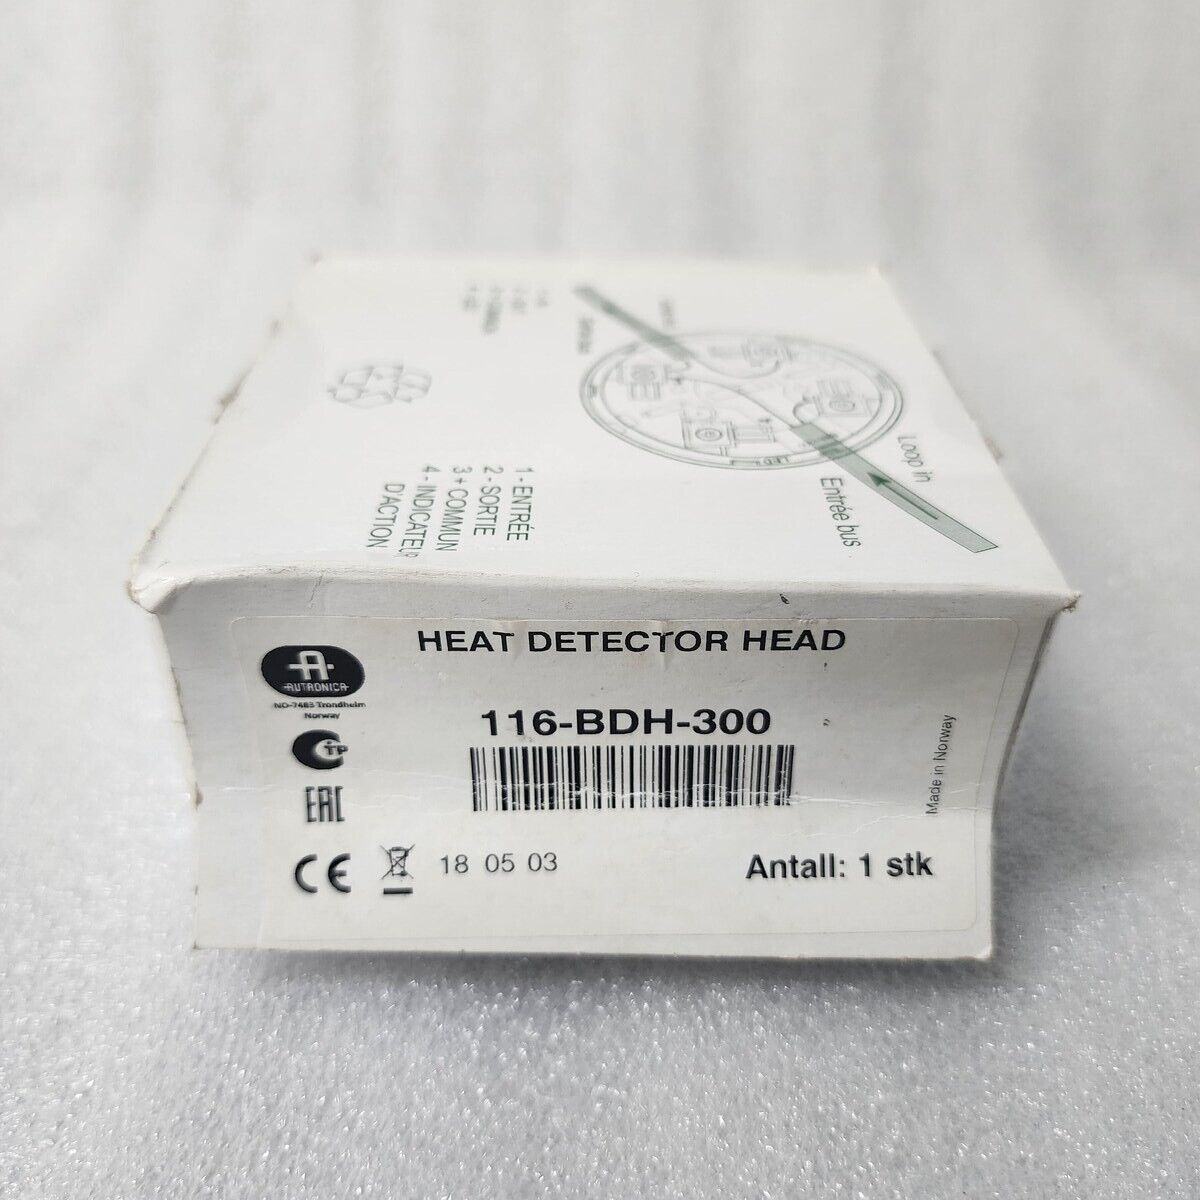 Loop in
Entrée bus
1 - ENTRÉE
2 - SORTIE
3 + COMMUN
4 - INDICATEUR
D'ACTION
HEAT DETECTOR HEAD
AUTRONICA
NO-7483 Trondheim
Norway
116-BDH-300
Made in Norway
EAC
CE
18 05 03
Antall: 1 stk